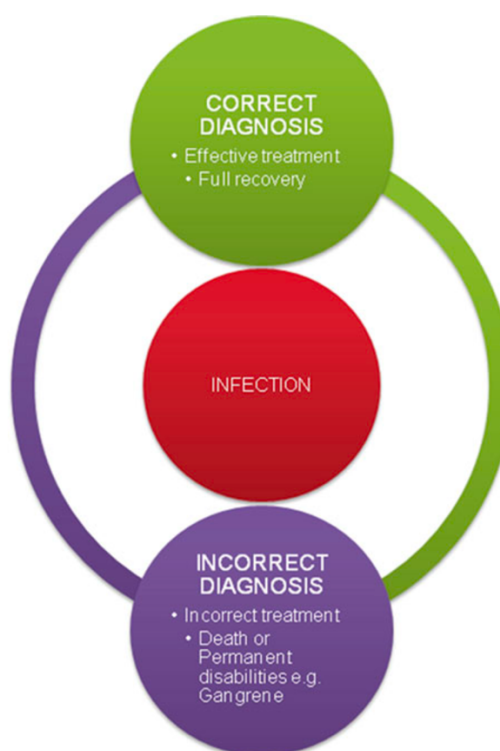 CORRECT
DIAGNOSIS
• Effective treatment
• Full recovery
INFECTION
INCORRECT
DIAGNOSIS
• Incorrect treatment
• Death or
Permanent
disabilities e.g.
Gangrene